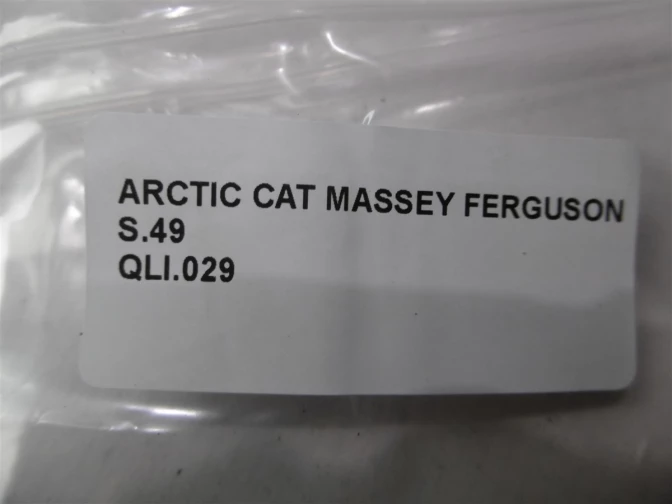 ARCTIC CAT MASSEY FERGUSON
S.49
QLI.029